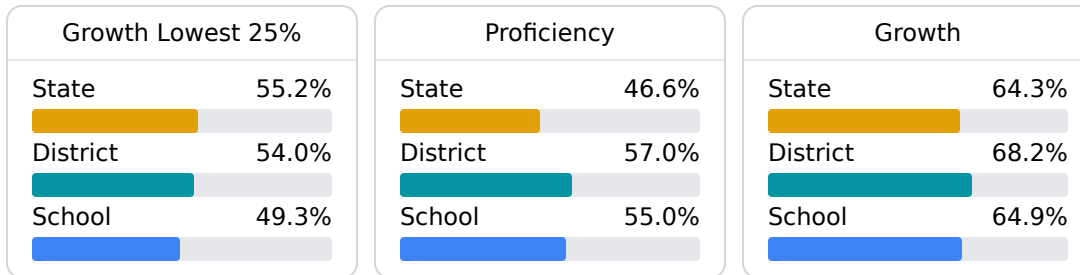 Growth Lowest 25%
State 55.2%
District 54.0%
School 49.3%
Proficiency
State 46.6%
District 57.0%
School 55.0%
Growth
State 64.3%
District 68.2%
School 64.9%